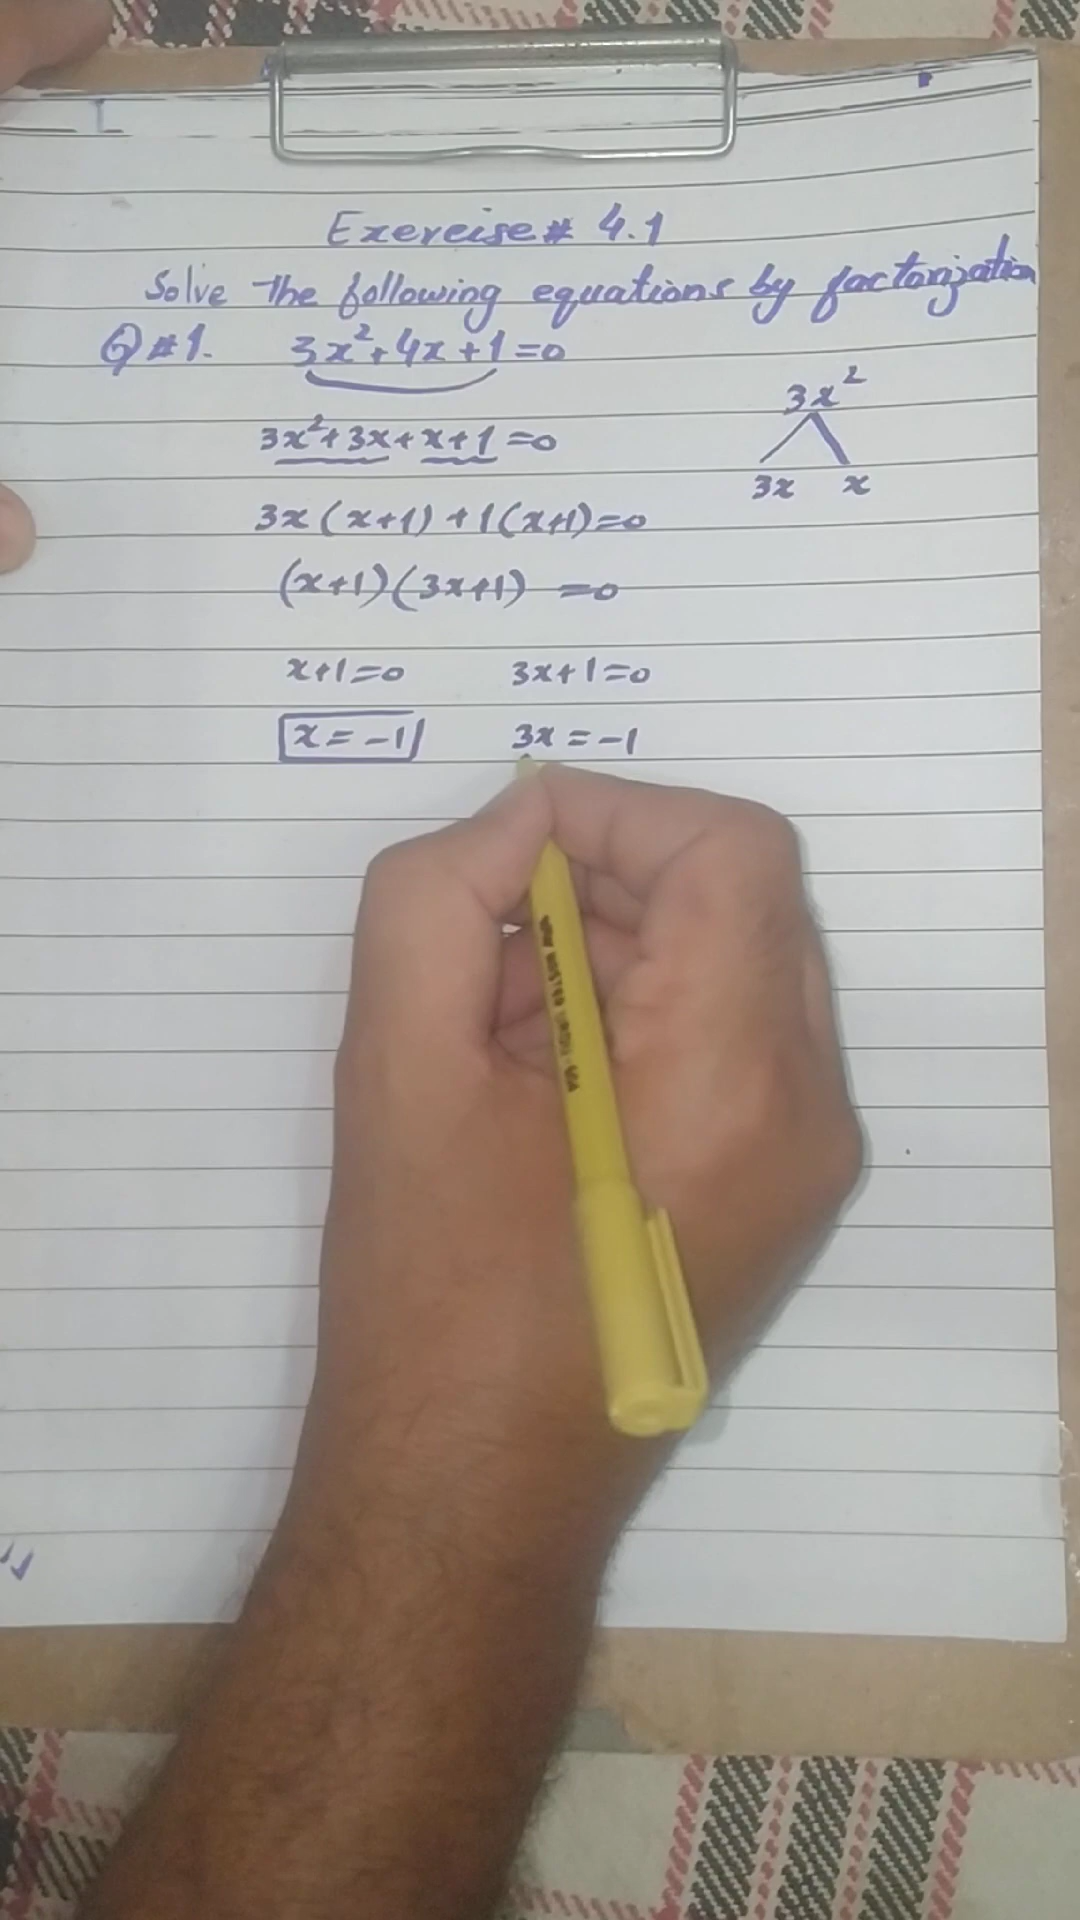 Exercise # 4.1
Solve the following equations by factorization
Q #1. 3x²+4x+1=0
3x²
3x²+3x+x+1=0
3x x
3x(x+1)+1(x+1)=0
(x+1)(3x+1) =0
x+1=0 3x+1=0
x=-1 3x=-1